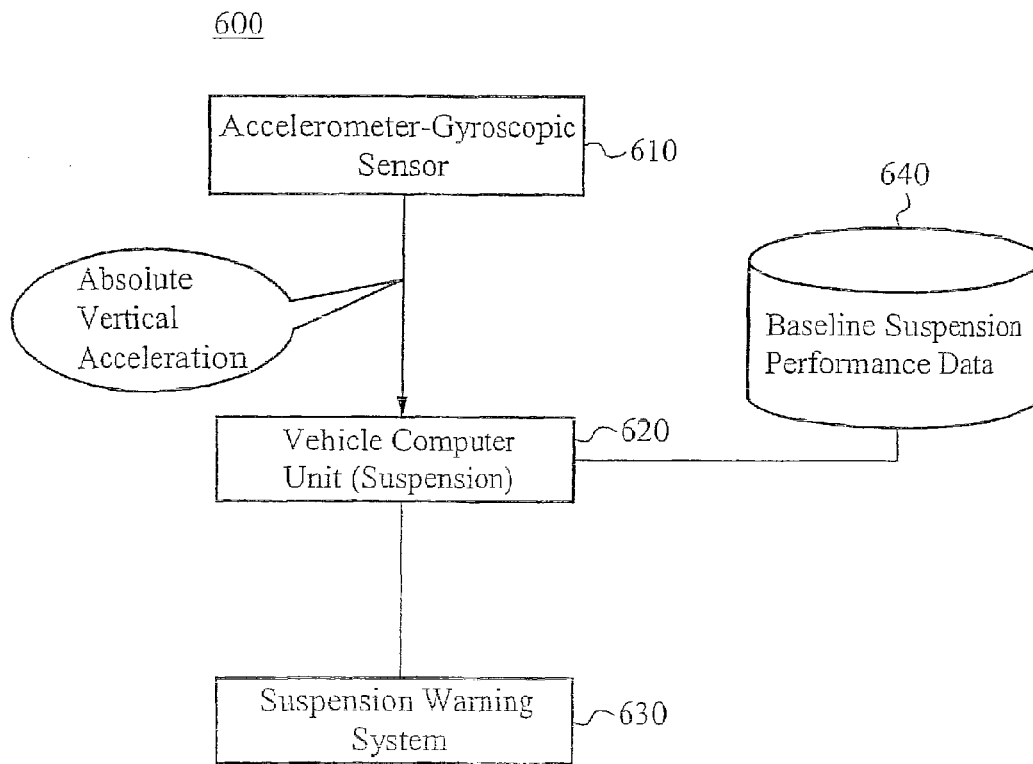 600
Accelerometer-Gyroscopic
Sensor
610
640
Absolute
Vertical
Acceleration
Baseline Suspension
Performance Data
Vehicle Computer
Unit (Suspension)
620
Suspension Warning
System
630